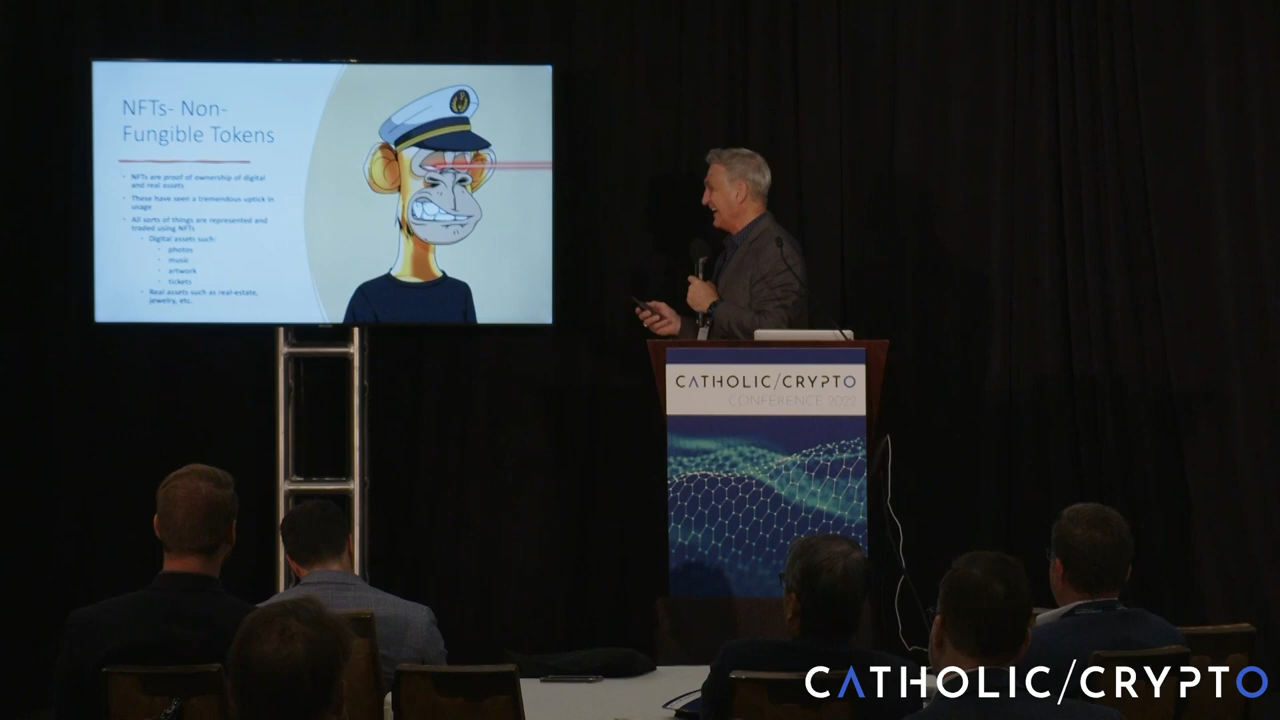 NFTs- Non-
Fungible Tokens
NFTs are proof of ownership of digital
and real assets
These have seen a tremendous uptick in
usage
All sorts of things are represented and
traded using NFTs
Digital assets such:
photos
music
artwork
tickets
Real assets such as real-estate,
jewelry, etc.
CATHOLIC/CRYPTO
CONFERENCE 2022
CATHOLIC/CRYPTO